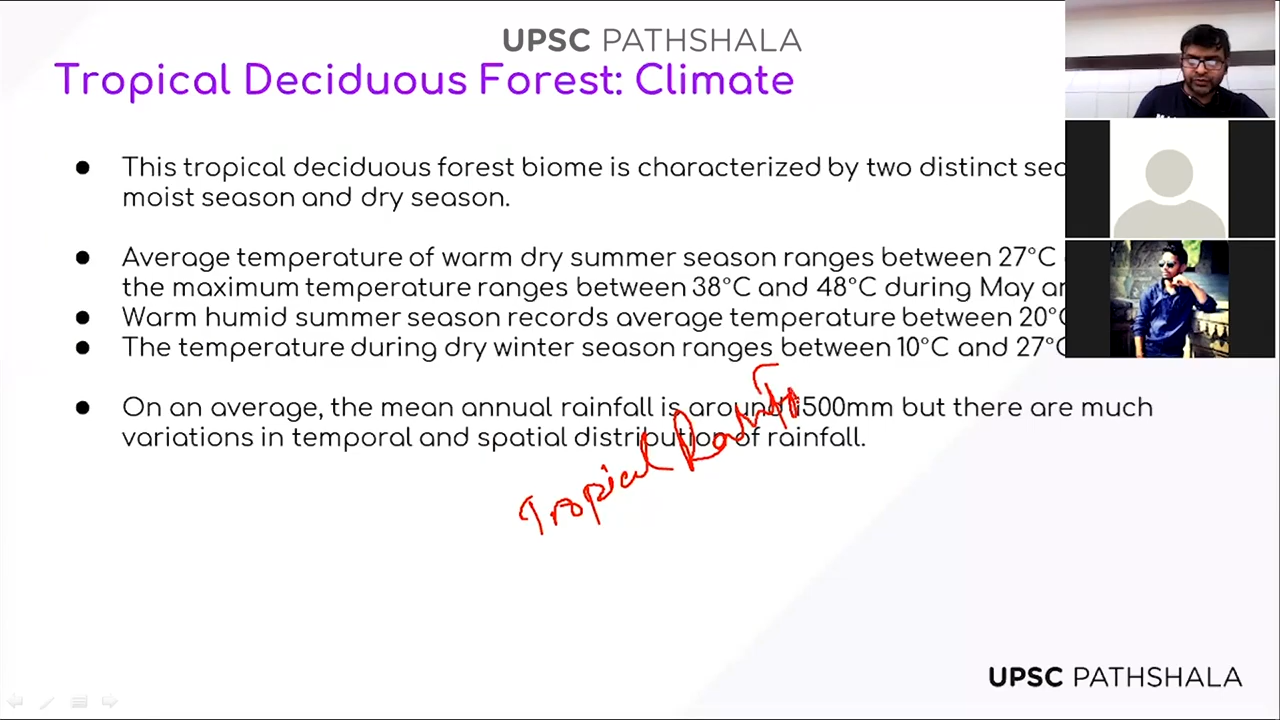 UPSC PATHSHALA
Tropical Deciduous Forest: Climate
● This tropical deciduous forest biome is characterized by two distinct
moist season and dry season.
● Average temperature of warm dry summer season ranges between 27°C
the maximum temperature ranges between 38°C and 48°C during May
● Warm humid summer season records average temperature between 20°C
● The temperature during dry winter season ranges between 10°C and 27°C
● On an average, the mean annual rainfall is around 1500mm but there are much
variations in temporal and spatial distribution of rainfall.
Tropical
UPSC PATHSHALA